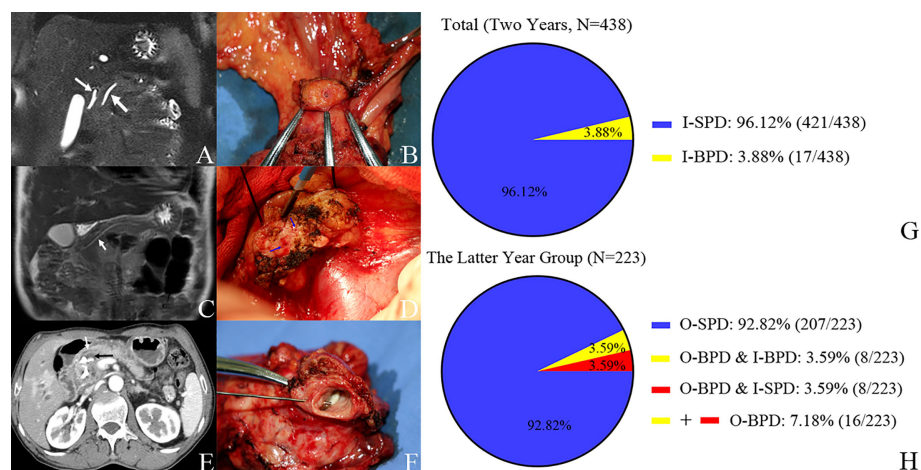 A
B
C
D
E
F
Total (Two Years, N=438)
3.88%
96.12%
I-SPD: 96.12% (421/438)
I-BPD: 3.88% (17/438)
G
The Latter Year Group (N=223)
3.59%
3.59%
92.82%
O-SPD: 92.82% (207/223)
O-BPD & I-BPD: 3.59% (8/223)
O-BPD & I-SPD: 3.59% (8/223)
+ O-BPD: 7.18% (16/223)
H